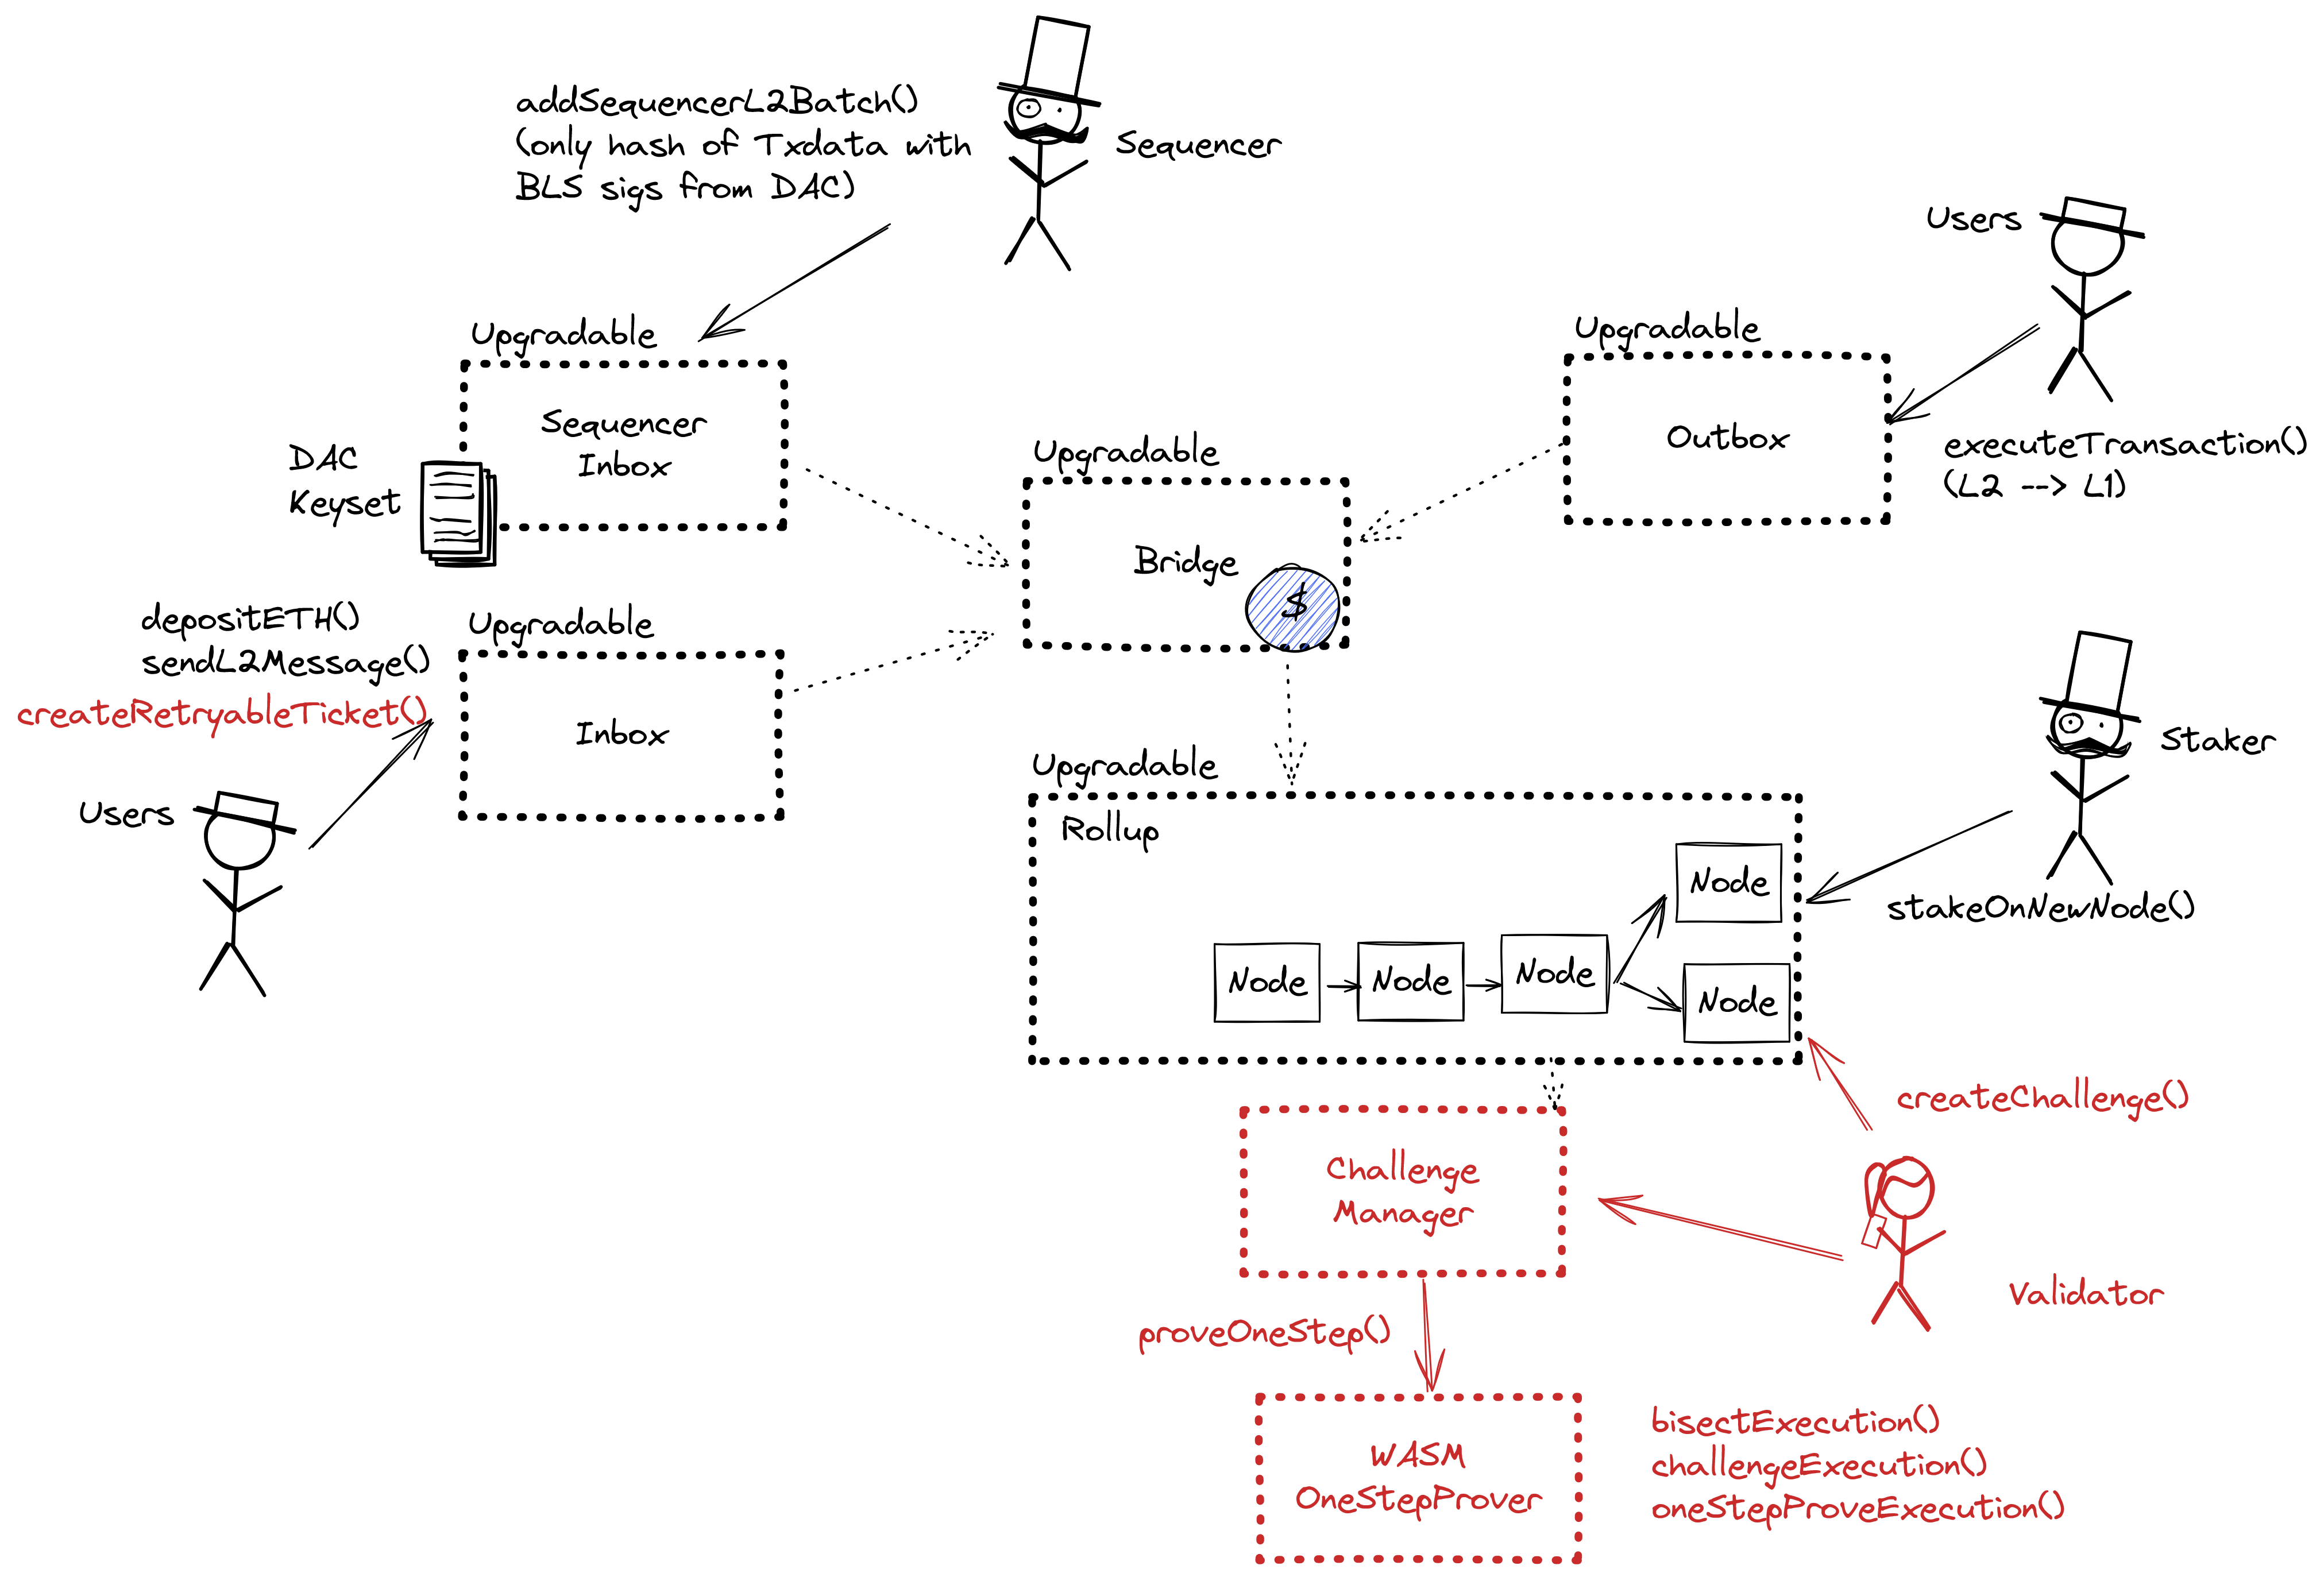 addSequencerL2Batch()
(only hash of Txdata with
BLS sigs from DAC)
Sequencer
Users
Upgradable
Sequencer
Inbox
DAC
Keyset
Upgradable
Outbox
executeTransaction()
(L2 --> L1)
Upgradable
Bridge
$
depositETH()
sendL2Message()
createRetryableTicket()
Upgradable
Inbox
Users
Staker
Upgradable
Rollup
Node
Node
Node
Node
Node
stakeOnNewNode()
createChallenge()
Challenge
Manager
Validator
proveOneStep()
WASM
OneStepProver
bisectExecution()
challengeExecution()
oneStepProveExecution()